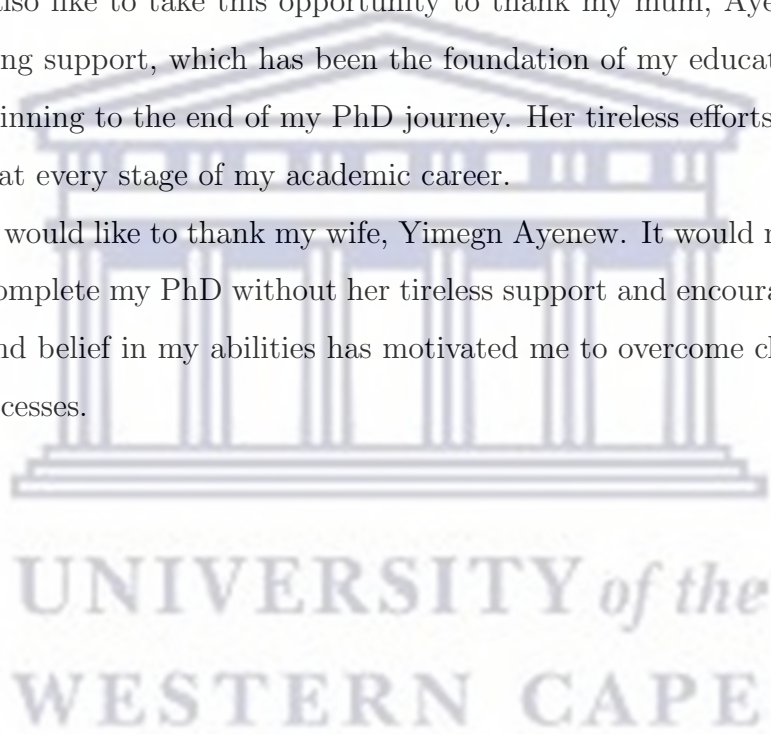 also like to take this opportunity to thank my mum, Aye
ng support, which has been the foundation of my educat
inning to the end of my PhD journey. Her tireless efforts
at every stage of my academic career.
would like to thank my wife, Yimegn Ayenew. It would
omplete my PhD without her tireless support and encoura
nd belief in my abilities has motivated me to overcome c
cesses.
UNIVERSITY of the
WESTERN CAPE